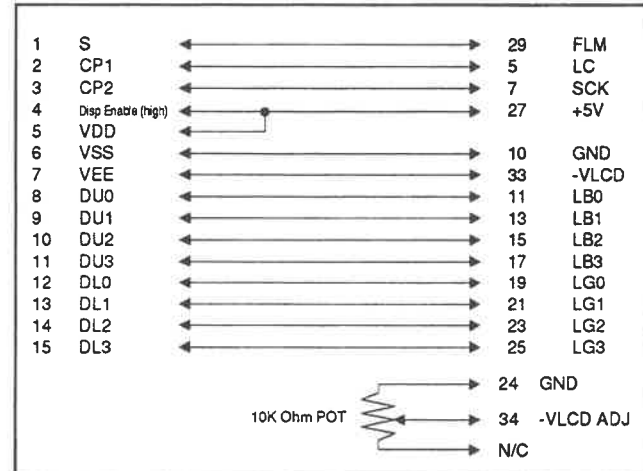 1 S 29 FLM
2 CP1 5 LC
3 CP2 7 SCK
4 Disp Enable (high) 27 +5V
5 VDD
6 VSS 10 GND
7 VEE 33 -VLCD
8 DU0 11 LB0
9 DU1 13 LB1
10 DU2 15 LB2
11 DU3 17 LB3
12 DL0 19 LG0
13 DL1 21 LG1
14 DL2 23 LG2
15 DL3 25 LG3
24 GND
10K Ohm POT 34 -VLCD ADJ
N/C